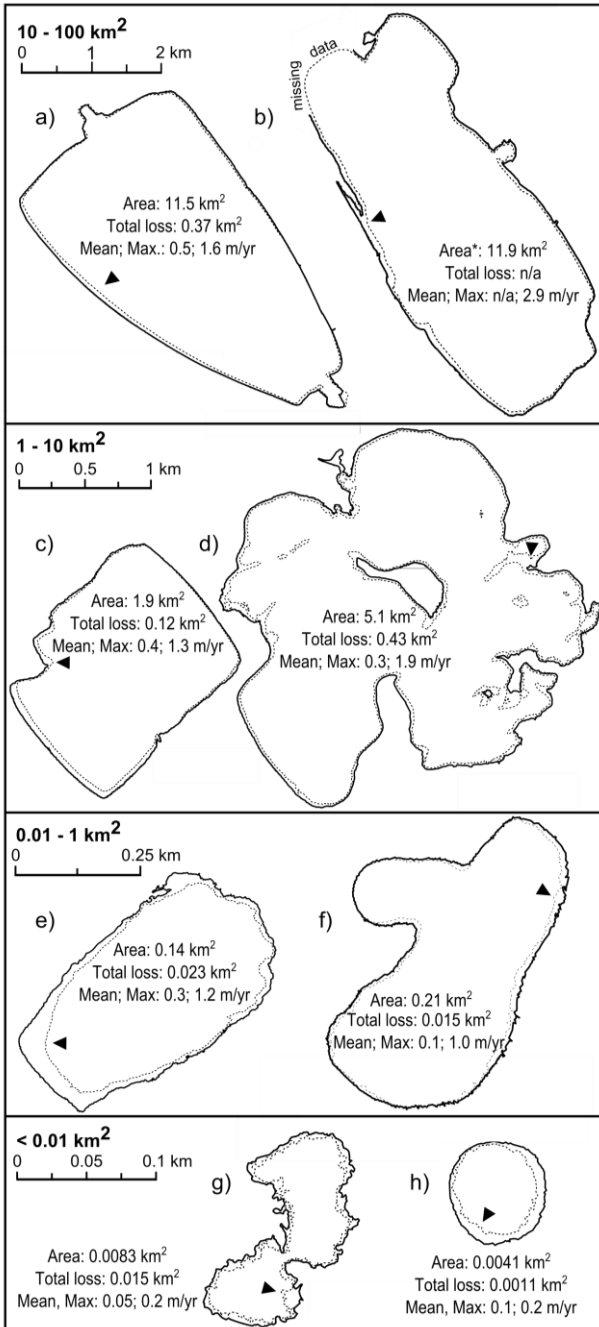 10 - 100 km²
0 1 2 km
a)
Area: 11.5 km²
Total loss: 0.37 km²
Mean; Max.: 0.5; 1.6 m/yr
b)
missing data
Area*: 11.9 km²
Total loss: n/a
Mean; Max: n/a; 2.9 m/yr
1 - 10 km²
0 0.5 1 km
c)
Area: 1.9 km²
Total loss: 0.12 km²
Mean; Max: 0.4; 1.3 m/yr
d)
Area: 5.1 km²
Total loss: 0.43 km²
Mean; Max: 0.3; 1.9 m/yr
0.01 - 1 km²
0 0.25 km
e)
Area: 0.14 km²
Total loss: 0.023 km²
Mean; Max: 0.3; 1.2 m/yr
f)
Area: 0.21 km²
Total loss: 0.015 km²
Mean; Max: 0.1; 1.0 m/yr
< 0.01 km²
0 0.05 0.1 km
g)
Area: 0.0083 km²
Total loss: 0.015 km²
Mean, Max: 0.05; 0.2 m/yr
h)
Area: 0.0041 km²
Total loss: 0.0011 km²
Mean, Max: 0.1; 0.2 m/yr